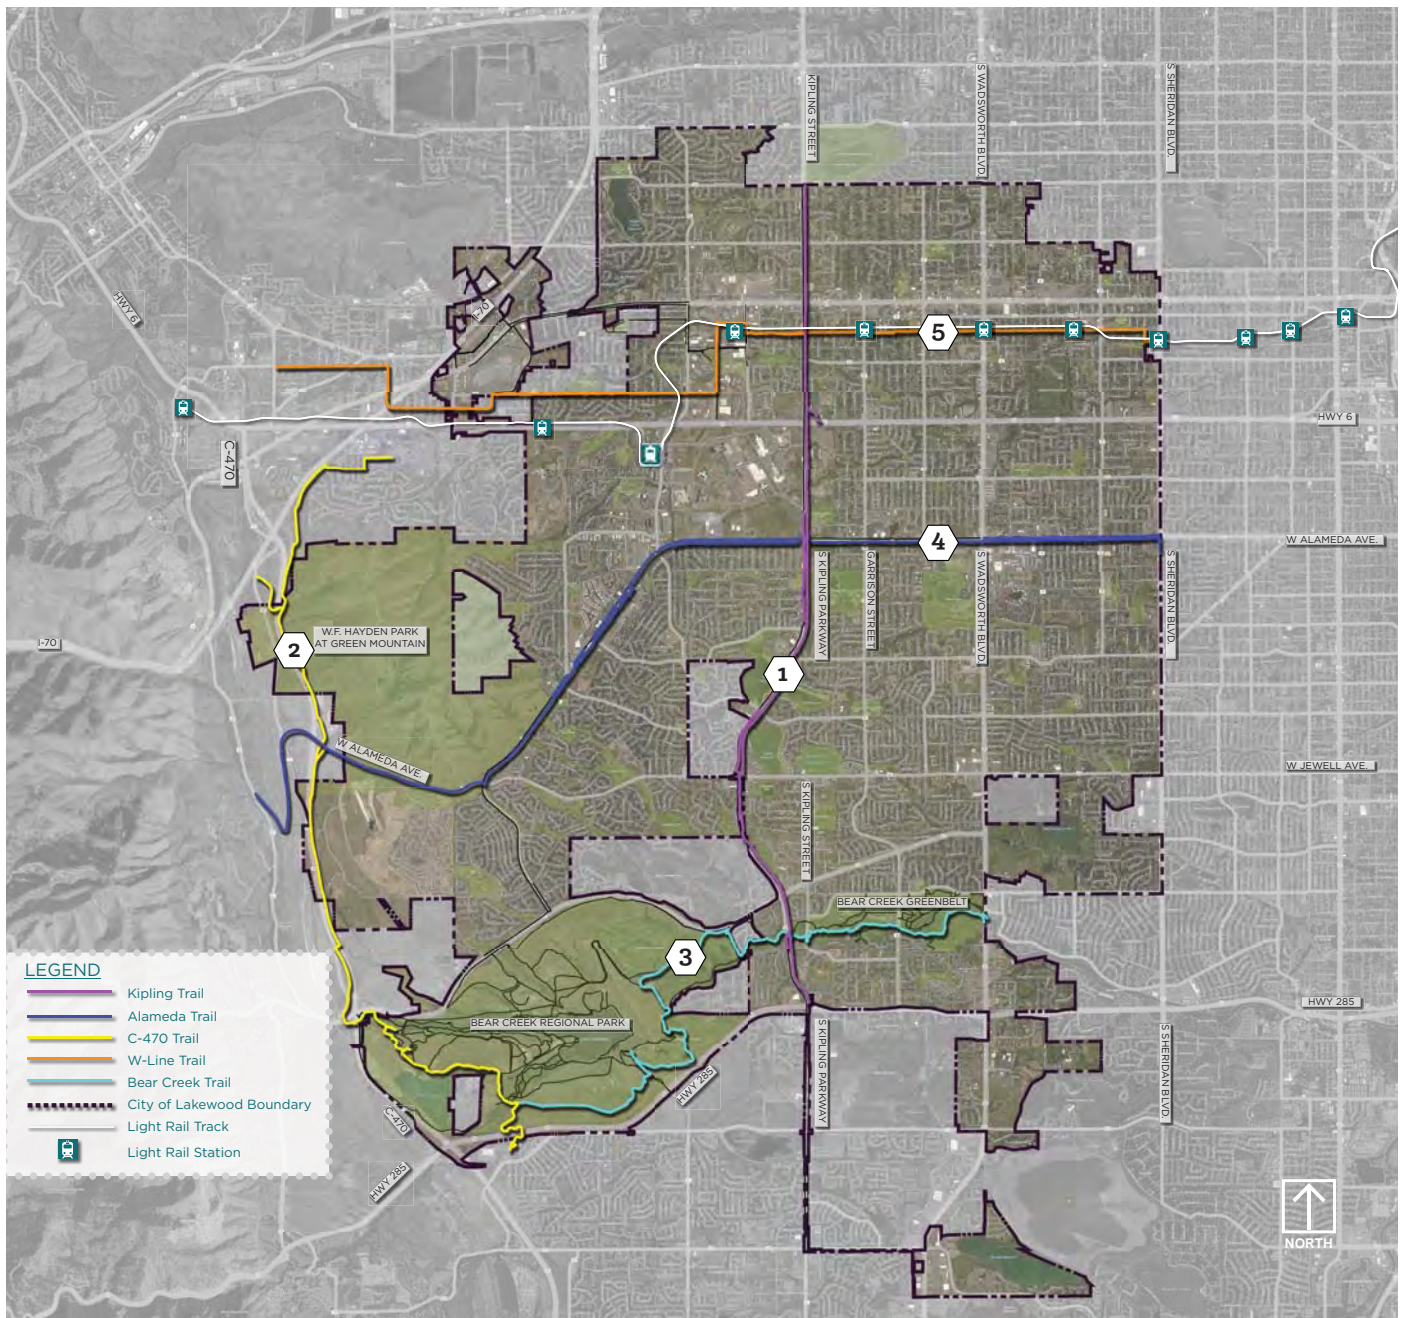 KIPLING STREET
S WADSWORTH BLVD.
S SHERIDAN BLVD.
HWY 6
I-70
5
HWY 6
C-470
4
W ALAMEDA AVE.
S KIPLING PARKWAY
GARRISON STREET
S WADSWORTH BLVD.
S SHERIDAN BLVD.
I-70
2
W.F. HAYDEN PARK
AT GREEN MOUNTAIN
1
W ALAMEDA AVE.
W JEWELL AVE.
S KIPLING STREET
BEAR CREEK GREENBELT
3
BEAR CREEK REGIONAL PARK
HWY 285
S KIPLING PARKWAY
S SHERIDAN BLVD.
HWY 285
C-470
HWY 285
LEGEND
Kipling Trail
Alameda Trail
C-470 Trail
W-Line Trail
Bear Creek Trail
City of Lakewood Boundary
Light Rail Track
Light Rail Station
NORTH